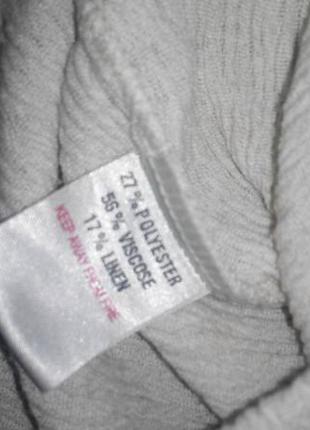 27% POLYESTER
56% VISCOSE
17% LINEN
KEEP AWAY FROM FIRE